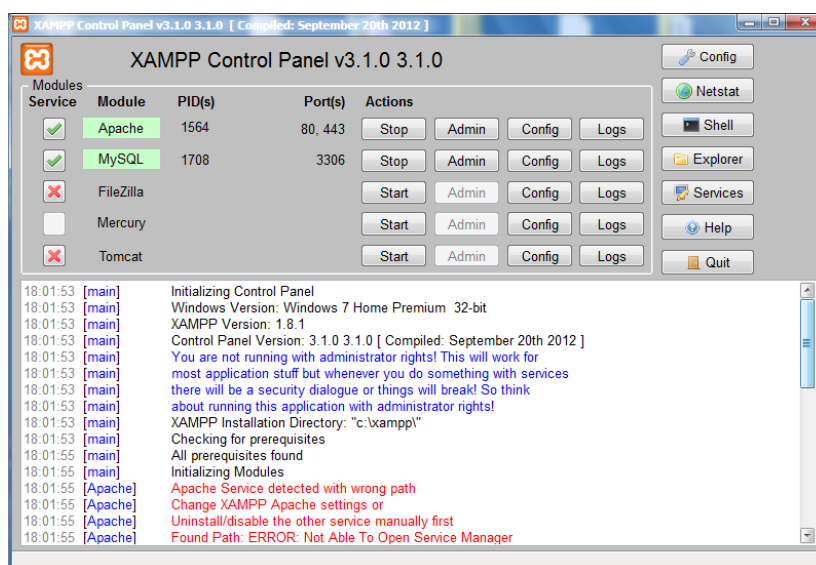 XAMPP Control Panel v3.1.0 3.1.0 [ Compiled: September 20th 2012 ]
XAMPP Control Panel v3.1.0 3.1.0
Config
Modules
Service Module PID(s) Port(s) Actions
Netstat
Apache 1564 80, 443 Stop Admin Config Logs
Shell
MySQL 1708 3306 Stop Admin Config Logs
Explorer
FileZilla Start Admin Config Logs
Services
Mercury Start Admin Config Logs
Help
Tomcat Start Admin Config Logs
Quit
18:01:53 [main] Initializing Control Panel
18:01:53 [main] Windows Version: Windows 7 Home Premium 32-bit
18:01:53 [main] XAMPP Version: 1.8.1
18:01:53 [main] Control Panel Version: 3.1.0 3.1.0 [ Compiled: September 20th 2012 ]
18:01:53 [main] You are not running with administrator rights! This will work for
18:01:53 [main] most application stuff but whenever you do something with services
18:01:53 [main] there will be a security dialogue or things will break! So think
18:01:53 [main] about running this application with administrator rights!
18:01:53 [main] XAMPP Installation Directory: "c:\xampp\"
18:01:53 [main] Checking for prerequisites
18:01:55 [main] All prerequisites found
18:01:55 [main] Initializing Modules
18:01:55 [Apache] Apache Service detected with wrong path
18:01:55 [Apache] Change XAMPP Apache settings or
18:01:55 [Apache] Uninstall/disable the other service manually first
18:01:55 [Apache] Found Path: ERROR: Not Able To Open Service Manager